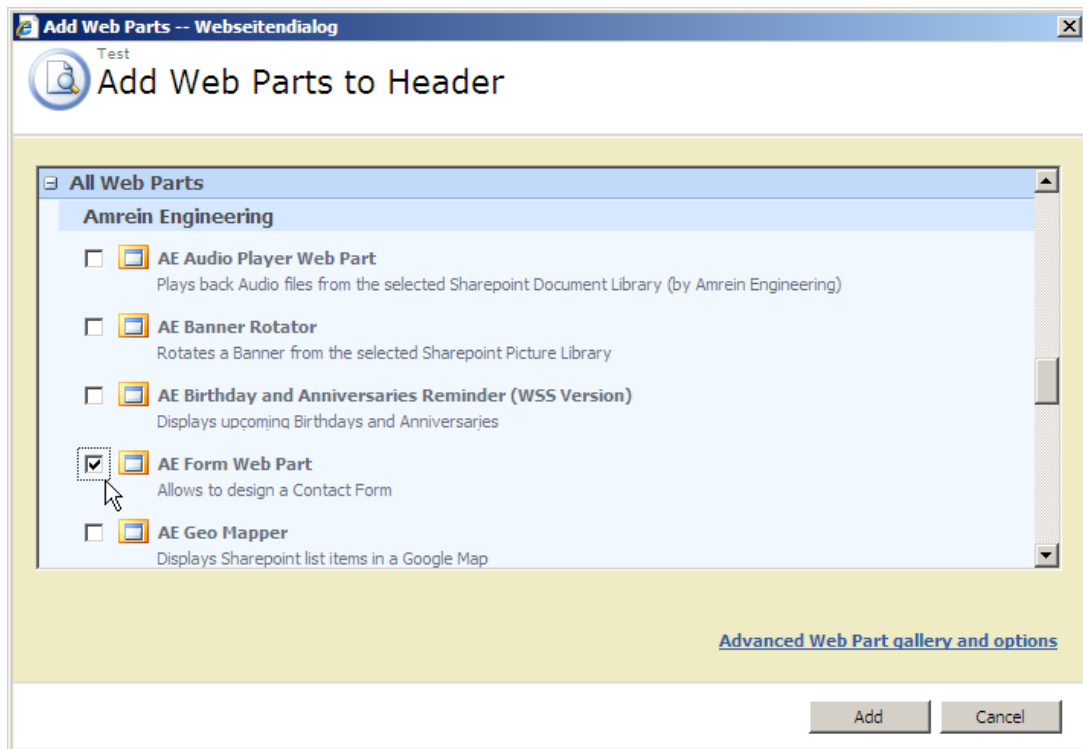 Add Web Parts -- Webseitendialog
Test
Add Web Parts to Header
All Web Parts
Amrein Engineering
AE Audio Player Web Part
Plays back Audio files from the selected Sharepoint Document Library (by Amrein Engineering)
AE Banner Rotator
Rotates a Banner from the selected Sharepoint Picture Library
AE Birthday and Anniversaries Reminder (WSS Version)
Displays upcoming Birthdays and Anniversaries
AE Form Web Part
Allows to design a Contact Form
AE Geo Mapper
Displays Sharepoint list items in a Google Map
Advanced Web Part gallery and options
Add
Cancel